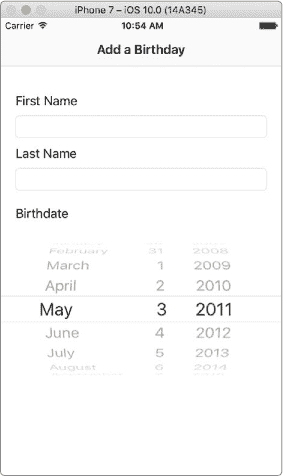 iPhone 7 – iOS 10.0 (14A345)
Carrier 10:54 AM
Add a Birthday
First Name
Last Name
Birthdate
February 31 2008
March 1 2009
April 2 2010
May 3 2011
June 4 2012
July 5 2013
August 6 2014